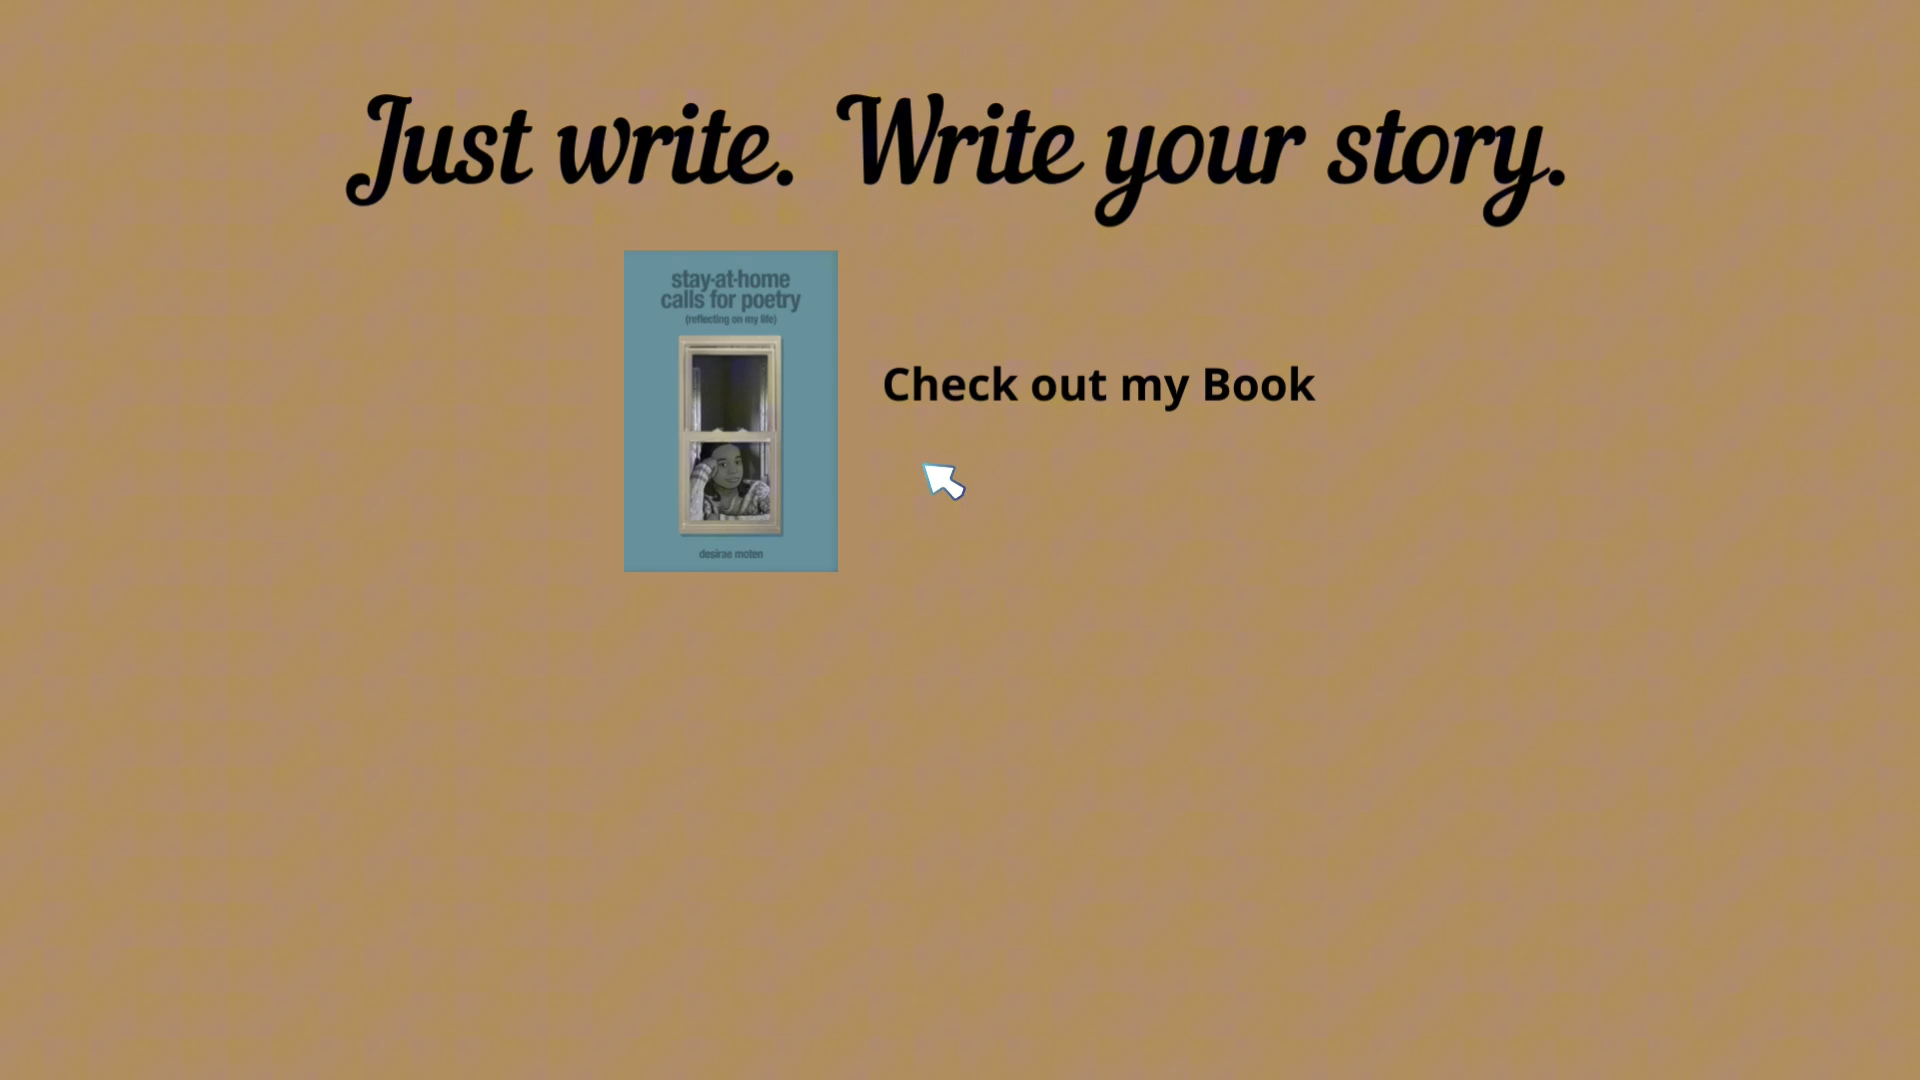 Just write. Write your story.
stay-at-home
calls for poetry
(reflecting on my life)
Check out my Book
desirae moten